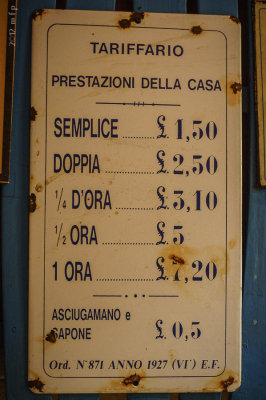 TARIFFARIO
PRESTAZIONI DELLA CASA
SEMPLICE ........ £ 1,50
DOPPIA ............ £ 2,50
1/4 D'ORA ........ £ 3,10
1/2 ORA ............ £ 5
1 ORA ............... £ 7,20
ASCIUGAMANO e
SAPONE £ 0,5
Ord. N° 871 ANNO 1927 (VI°) E.F.